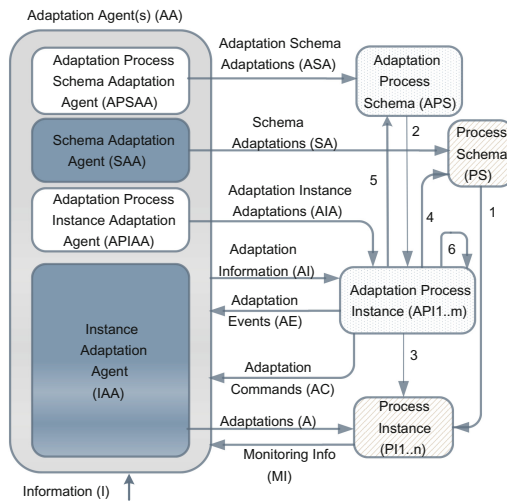 Adaptation Agent(s) (AA)
Adaptation Process
Schema Adaptation
Agent (APSAA)
Adaptation Schema
Adaptations (ASA)
Adaptation
Process
Schema (APS)
Schema Adaptation
Agent (SAA)
Schema
Adaptations (SA)
2
Process
Schema
(PS)
Adaptation Process
Instance Adaptation
Agent (APIAA)
Adaptation Instance
Adaptations (AIA)
5
4
1
6
Adaptation
Information (AI)
Adaptation Process
Instance (API1..m)
Adaptation
Events (AE)
Instance
Adaptation
Agent
(IAA)
3
Adaptation
Commands (AC)
Adaptations (A)
Process
Instance
(PI1..n)
Monitoring Info
(MI)
Information (I)